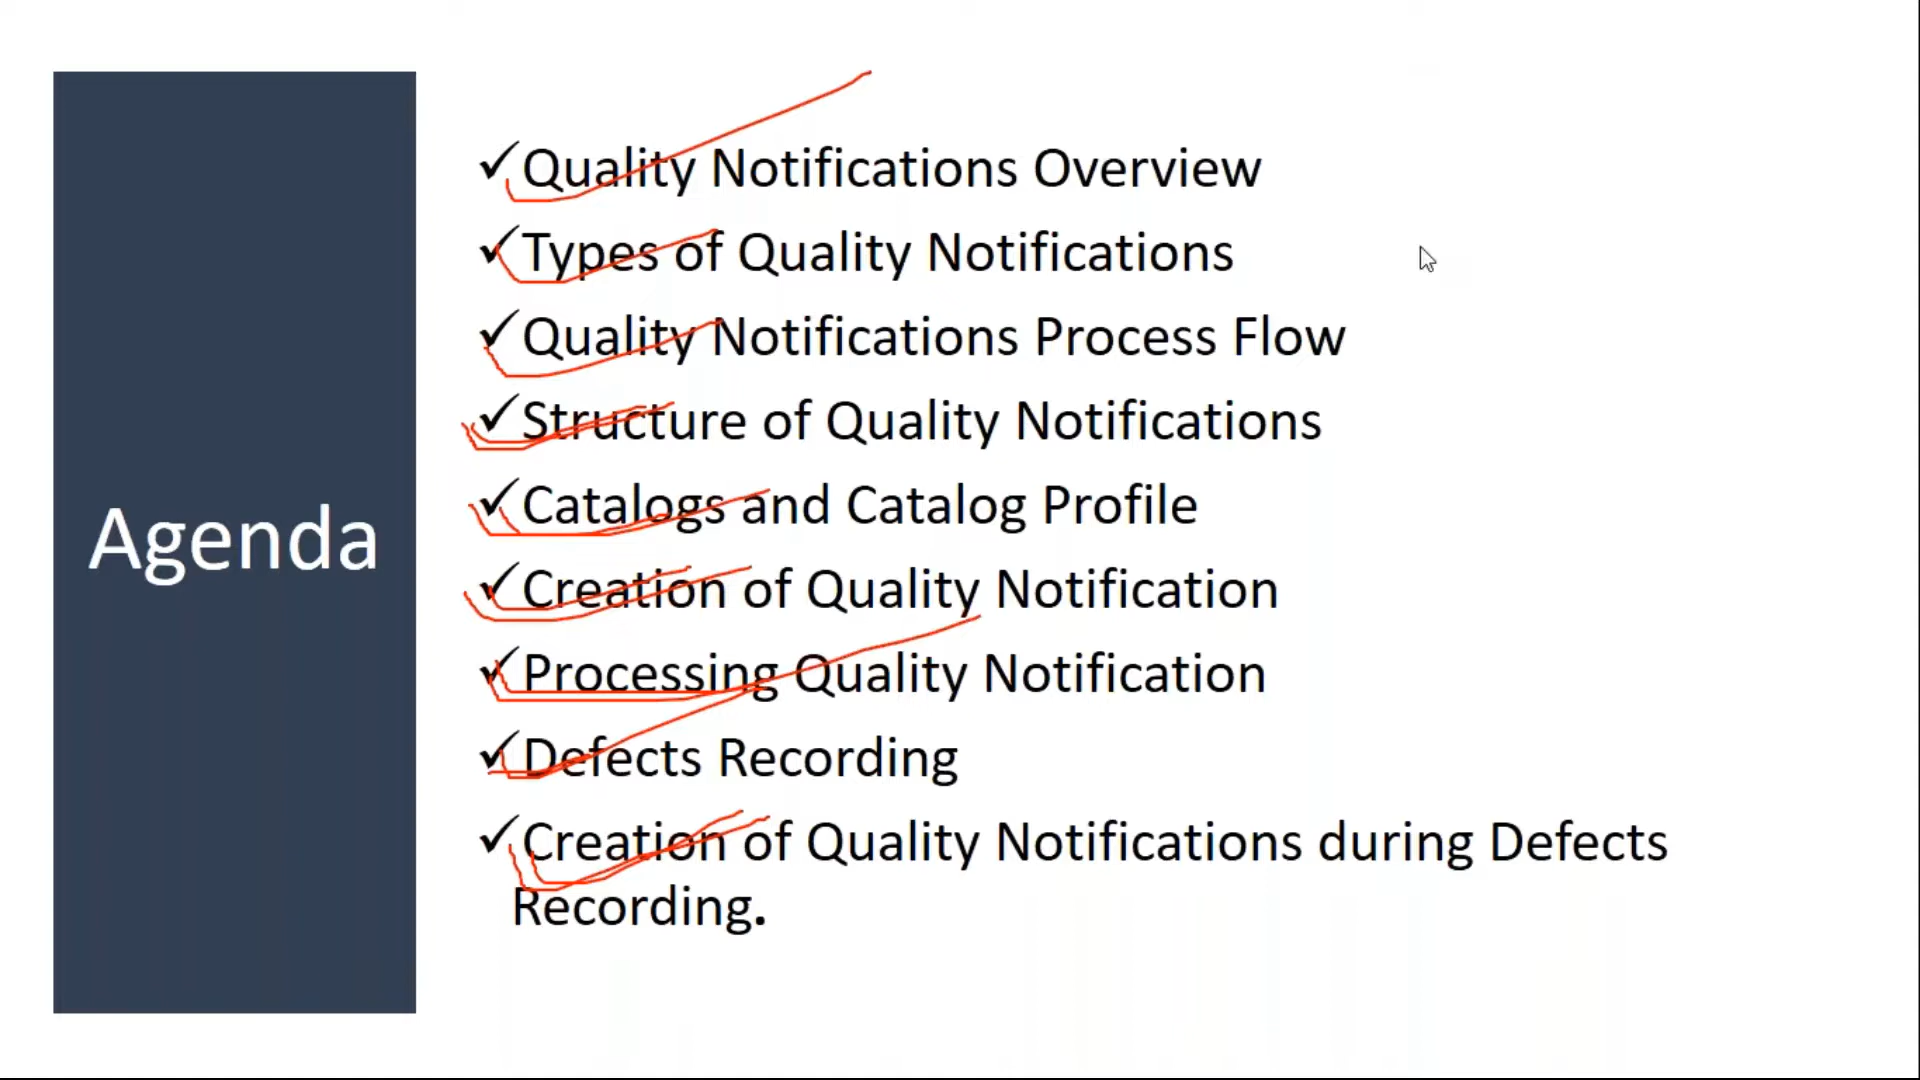 Agenda
✓Quality Notifications Overview
✓Types of Quality Notifications
✓Quality Notifications Process Flow
✓Structure of Quality Notifications
✓Catalogs and Catalog Profile
✓Creation of Quality Notification
✓Processing Quality Notification
✓Defects Recording
✓Creation of Quality Notifications during Defects
Recording.